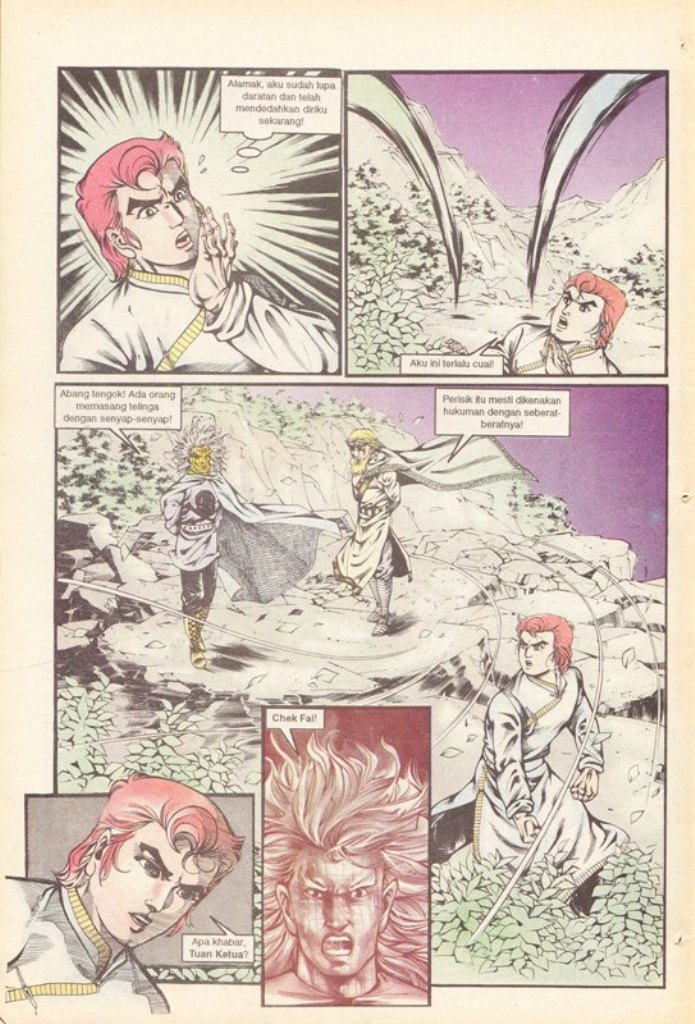 Alamak, aku sudah lupa
daratan dan telah
mendedahkan diriku
sekarang!
Aku ini terlalu cuai!
Abang tengok! Ada orang
memasang telinga
dengan senyap-senyap!
Perisik itu mesti dikenakan
hukuman dengan seberat-
beratnya!
Chek Fai!
Apa khabar,
Tuan Ketua?